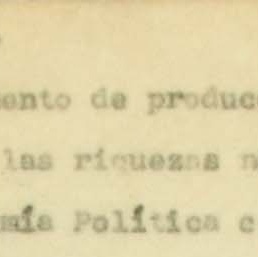 ento de produc
las riquezas n
mía Política c